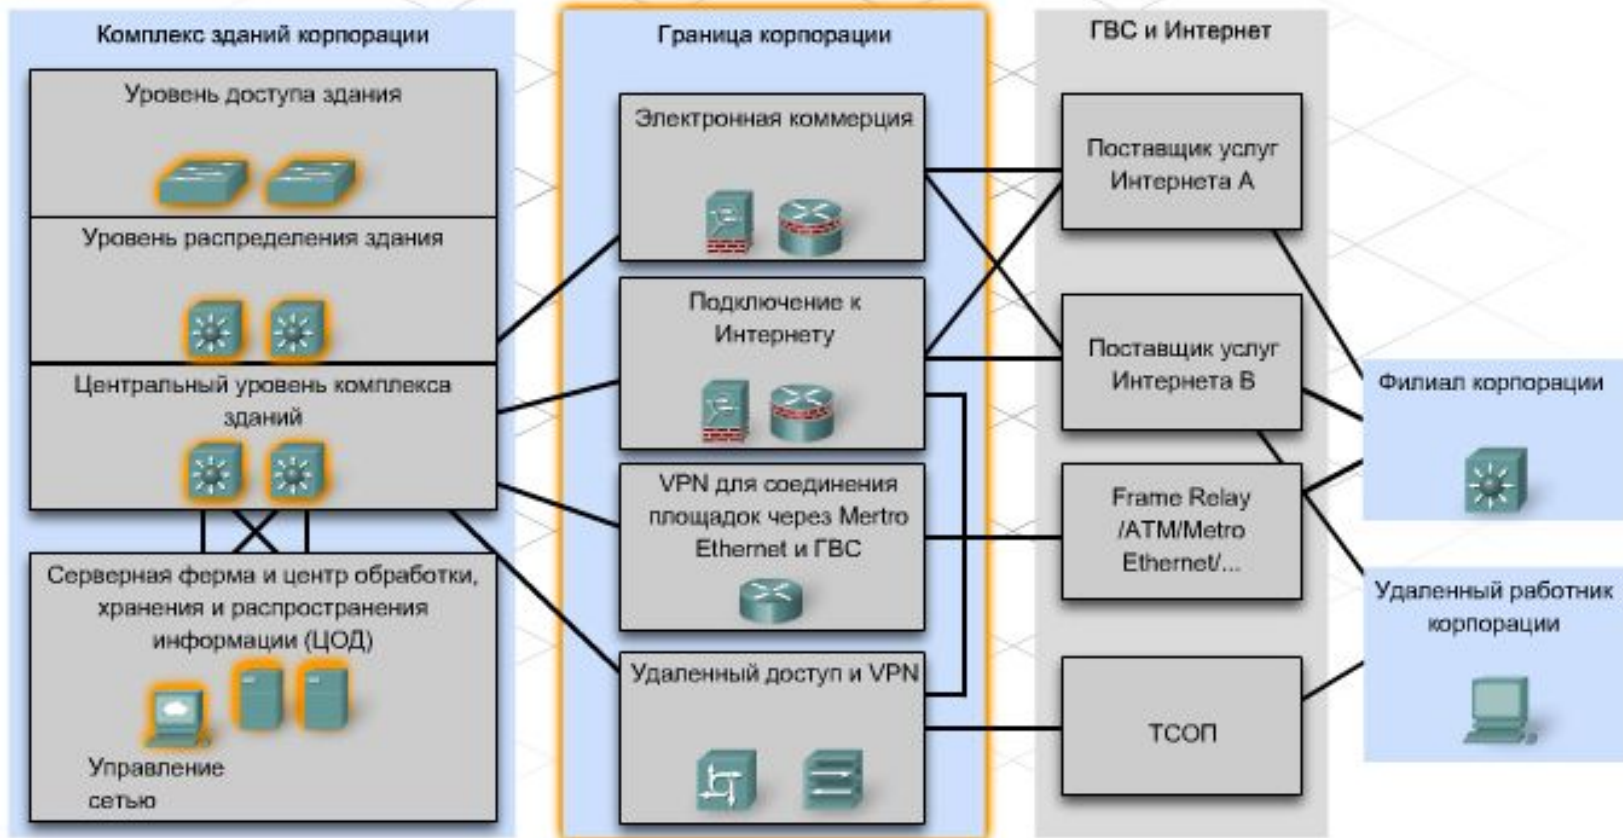 Комплекс зданий корпорации
Уровень доступа здания
Уровень распределения здания
Центральный уровень комплекса
зданий
Серверная ферма и центр обработки,
хранения и распространения
информации (ЦОД)
Управление
сетью
Граница корпорации
Электронная коммерция
Подключение к
Интернету
VPN для соединения
площадок через Mertro
Ethernet и ГВС
Удаленный доступ и VPN
ГВС и Интернет
Поставщик услуг
Интернета A
Поставщик услуг
Интернета B
Frame Relay
/ATM/Metro
Ethernet/...
ТСОП
Филиал корпорации
Удаленный работник
корпорации